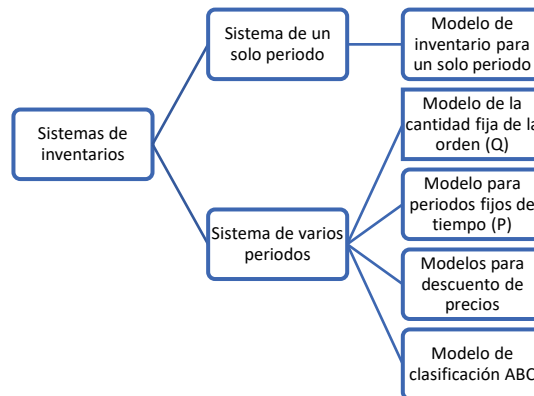 Sistemas de
inventarios
Sistema de un
solo periodo
Modelo de
inventario para
un solo periodo
Sistema de varios
periodos
Modelo de la
cantidad fija de la
orden (Q)
Modelo para
periodos fijos de
tiempo (P)
Modelos para
descuento de
precios
Modelo de
clasificación ABC